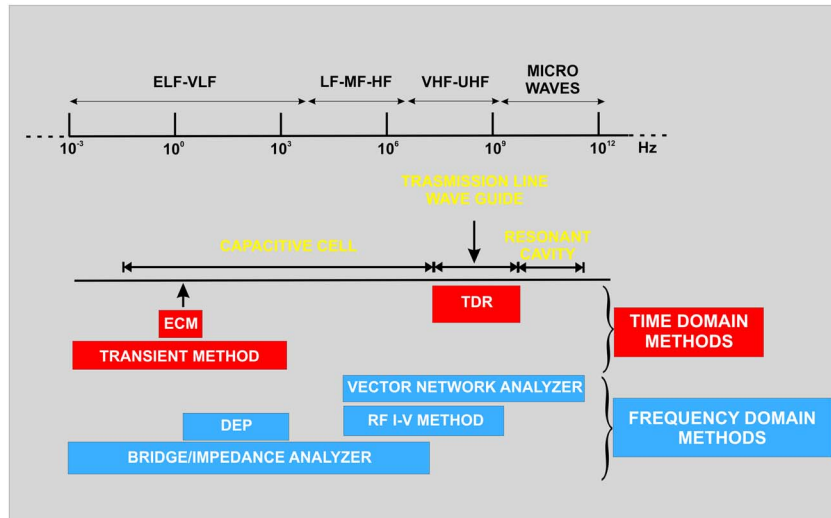 ELF-VLF
LF-MF-HF
VHF-UHF
MICRO
WAVES
10⁻³
10⁰
10³
10⁶
10⁹
10¹²
Hz
TRASMISSION LINE
WAVE GUIDE
CAPACITIVE CELL
RESONANT
CAVITY
ECM
TDR
TRANSIENT METHOD
TIME DOMAIN
METHODS
VECTOR NETWORK ANALYZER
DEP
RF I-V METHOD
BRIDGE/IMPEDANCE ANALYZER
FREQUENCY DOMAIN
METHODS